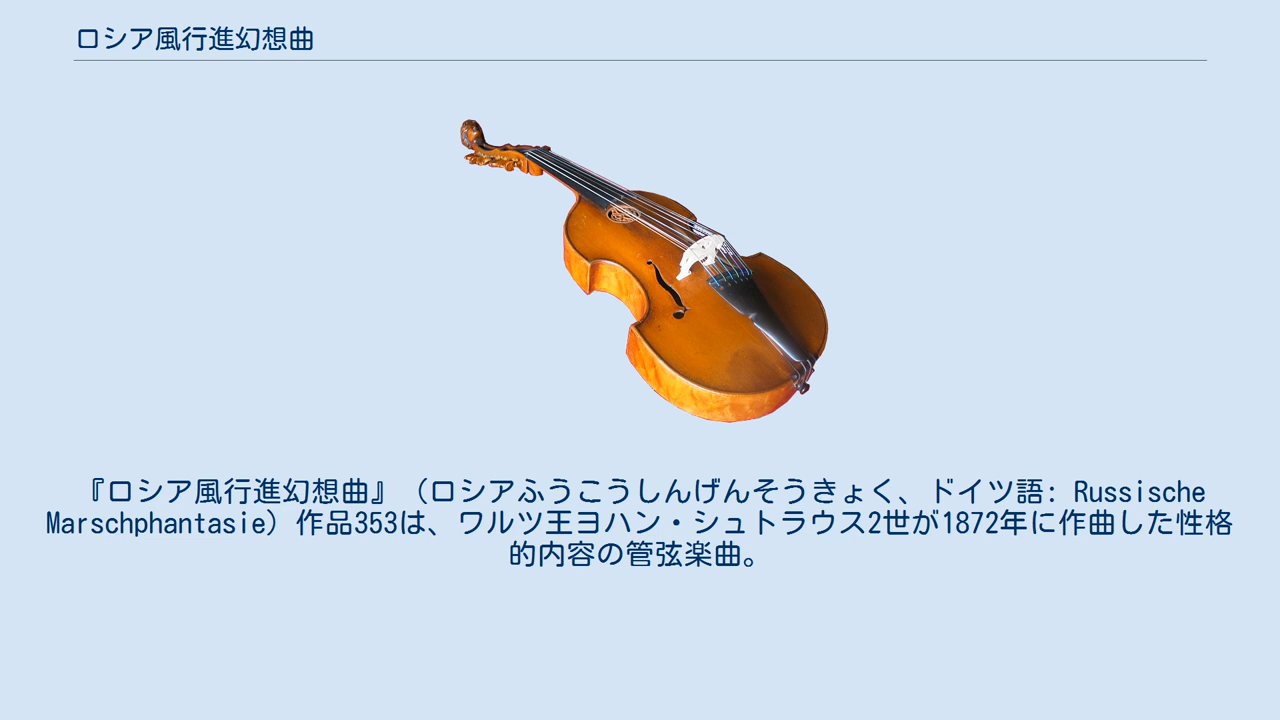 ロシア風行進幻想曲
『ロシア風行進幻想曲』（ロシアふうこうしんげんそうきょく、ドイツ語: Russische
Marschphantasie）作品353は、ワルツ王ヨハン・シュトラウス2世が1872年に作曲した性格
的内容の管弦楽曲。